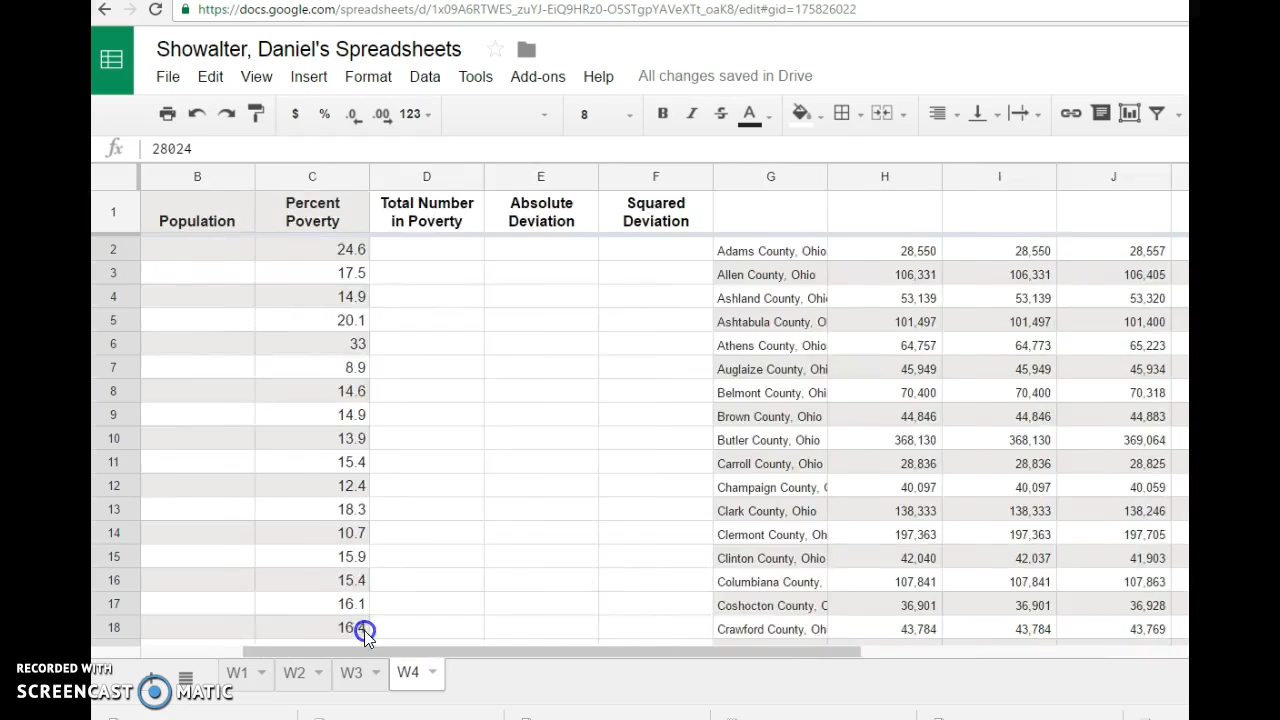 https://docs.google.com/spreadsheets/d/1x09A6RTWES_zuYJ-EiQ9HRz0-O5STgpYAVeXTt_oaK8/edit#gid=175826022
Showalter, Daniel's Spreadsheets
File Edit View Insert Format Data Tools Add-ons Help All changes saved in Drive
$ % .0 .00 123 8 B I S A
fx 28024
B C D E F G H I J
1 Population Percent Poverty Total Number in Poverty Absolute Deviation Squared Deviation
2 24.6 Adams County, Ohio 28,550 28,550 28,557
3 17.5 Allen County, Ohio 106,331 106,331 106,405
4 14.9 Ashland County, Ohi 53,139 53,139 53,320
5 20.1 Ashtabula County, O 101,497 101,497 101,400
6 33 Athens County, Ohio 64,757 64,773 65,223
7 8.9 Auglaize County, Ohi 45,949 45,949 45,934
8 14.6 Belmont County, Ohi 70,400 70,400 70,318
9 14.9 Brown County, Ohio 44,846 44,846 44,883
10 13.9 Butler County, Ohio 368,130 368,130 369,064
11 15.4 Carroll County, Ohio 28,836 28,836 28,825
12 12.4 Champaign County, 40,097 40,097 40,059
13 18.3 Clark County, Ohio 138,333 138,333 138,246
14 10.7 Clermont County, Oh 197,363 197,363 197,705
15 15.9 Clinton County, Ohio 42,040 42,037 41,903
16 15.4 Columbiana County, 107,841 107,841 107,863
17 16.1 Coshocton County, 36,901 36,901 36,928
18 16.4 Crawford County, Oh 43,784 43,784 43,769
W1 W2 W3 W4
RECORDED WITH
SCREENCAST MATIC